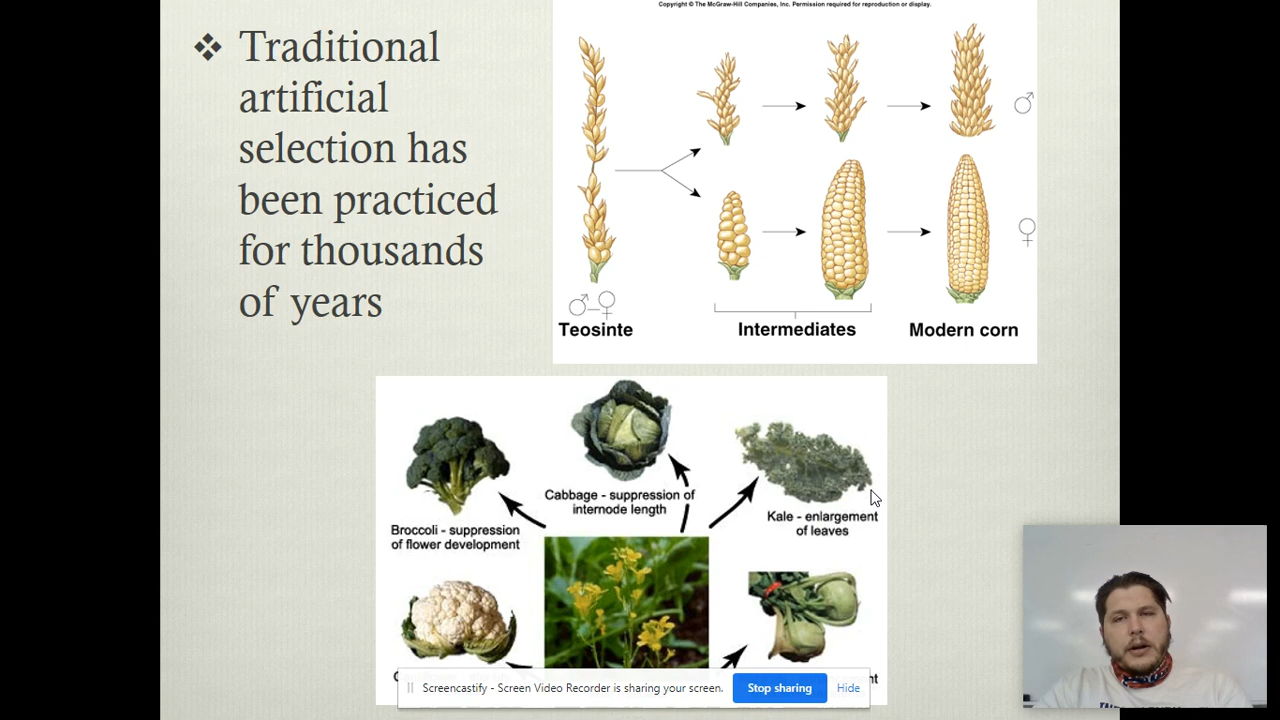 Copyright © The McGraw-Hill Companies, Inc. Permission required for reproduction or display.
❖ Traditional
artificial
selection has
been practiced
for thousands
of years
♂
♀
♂–♀
Teosinte
Intermediates
Modern corn
Cabbage - suppression of
internode length
Kale - enlargement
of leaves
Broccoli - suppression
of flower development
Screencastify - Screen Video Recorder is sharing your screen.
Stop sharing
Hide